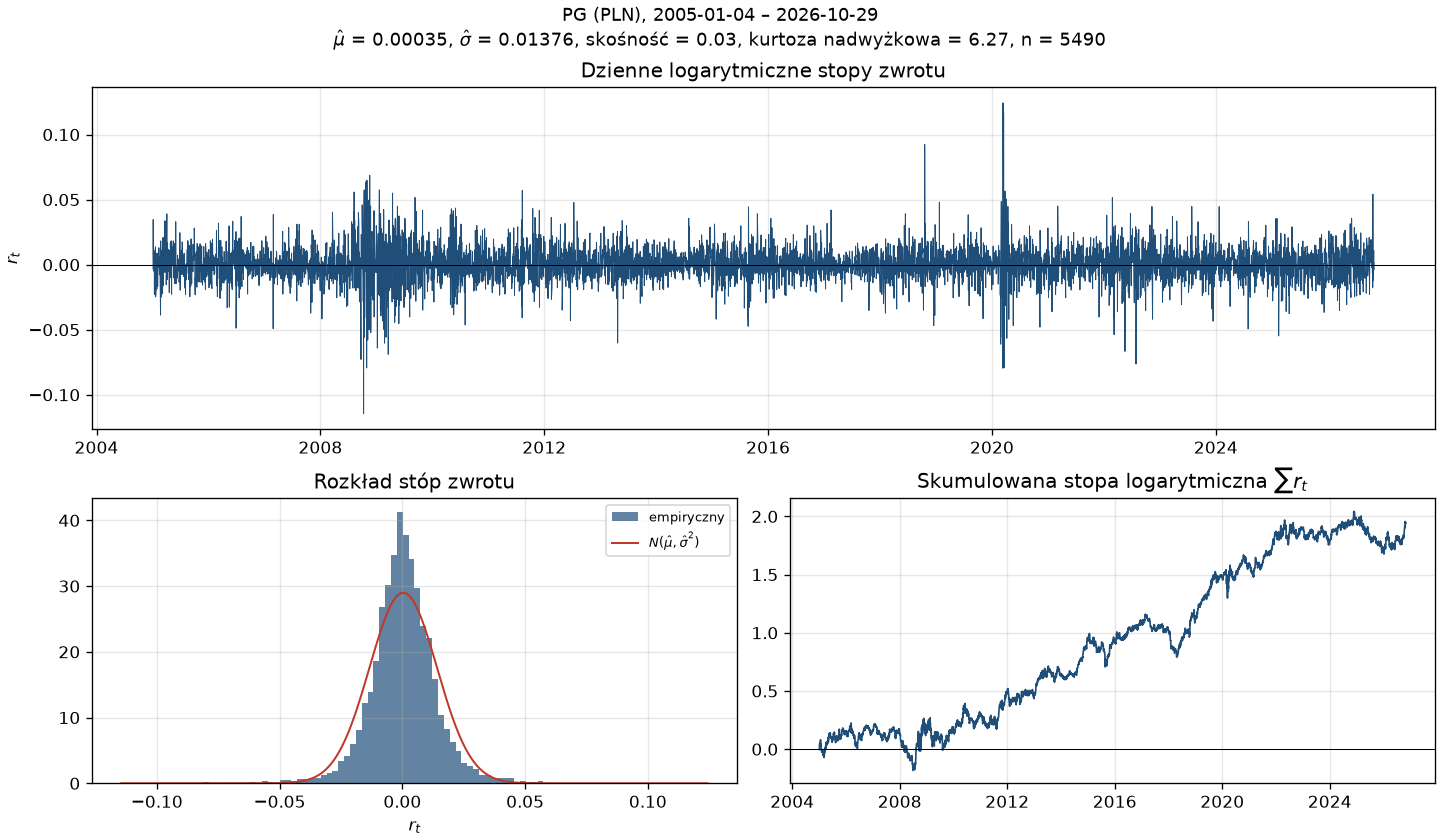 PG (PLN), 2005-01-04 – 2026-10-29
μ̂ = 0.00035, σ̂ = 0.01376, skośność = 0.03, kurtoza nadwyżkowa = 6.27, n = 5490
Dzienne logarytmiczne stopy zwrotu
0.10
0.05
0.00
−0.05
−0.10
r_t
2004 2008 2012 2016 2020 2024
Rozkład stóp zwrotu
40
30
20
10
0
empiryczny
N(μ̂, σ̂²)
−0.10 −0.05 0.00 0.05 0.10
r_t
Skumulowana stopa logarytmiczna ∑r_t
2.0
1.5
1.0
0.5
0.0
2004 2008 2012 2016 2020 2024